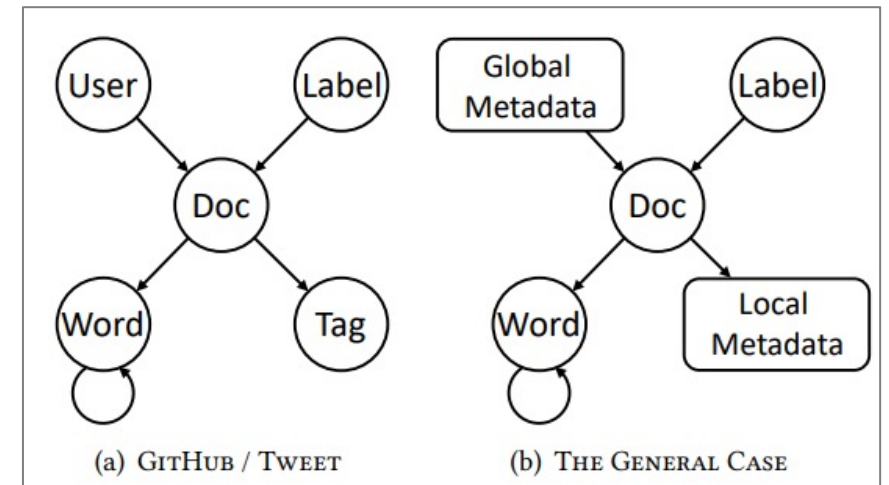 User
Label
Doc
Word
Tag
(a) GITHUB / TWEET
Global
Metadata
Label
Doc
Word
Local
Metadata
(b) THE GENERAL CASE